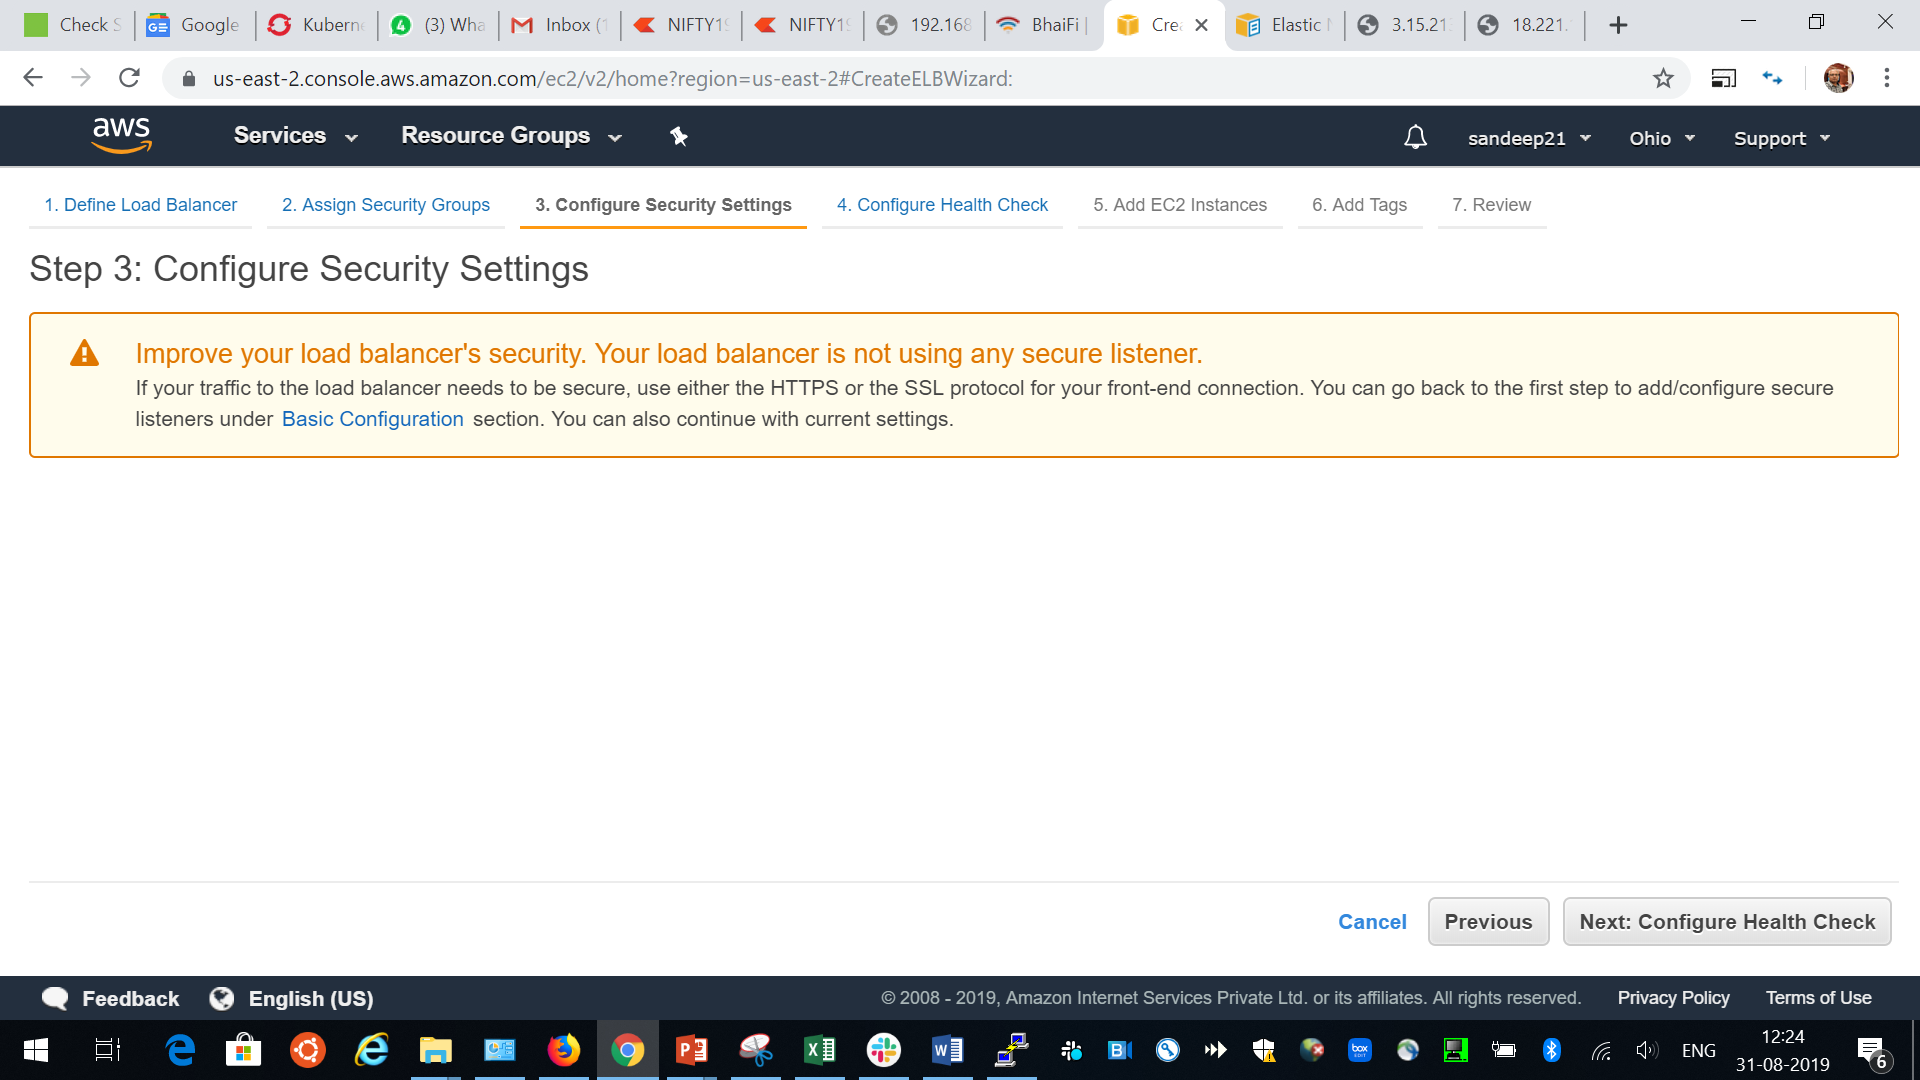 Check S
Google
Kuberne
(3) Wha
Inbox (1
NIFTY19
NIFTY19
192.168
BhaiFi |
Crea
Elastic
3.15.21
18.221.
us-east-2.console.aws.amazon.com/ec2/v2/home?region=us-east-2#CreateELBWizard:
aws
Services
Resource Groups
sandeep21
Ohio
Support
1. Define Load Balancer
2. Assign Security Groups
3. Configure Security Settings
4. Configure Health Check
5. Add EC2 Instances
6. Add Tags
7. Review
Step 3: Configure Security Settings
Improve your load balancer's security. Your load balancer is not using any secure listener.
If your traffic to the load balancer needs to be secure, use either the HTTPS or the SSL protocol for your front-end connection. You can go back to the first step to add/configure secure
listeners under Basic Configuration section. You can also continue with current settings.
Cancel
Previous
Next: Configure Health Check
Feedback
English (US)
© 2008 - 2019, Amazon Internet Services Private Ltd. or its affiliates. All rights reserved.
Privacy Policy
Terms of Use
ENG
12:24
31-08-2019
6